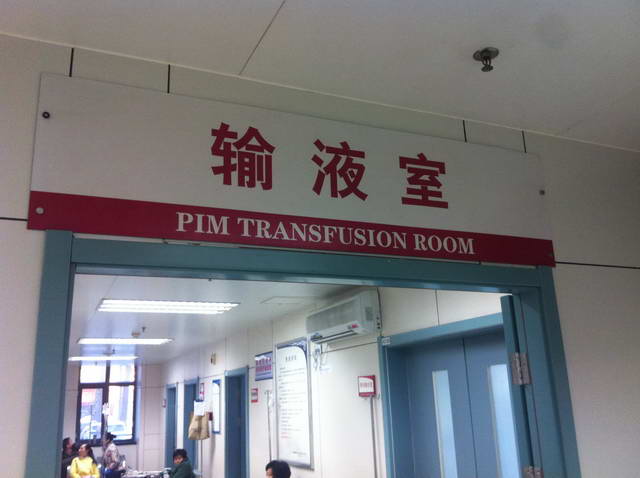 输液室
PIM TRANSFUSION ROOM